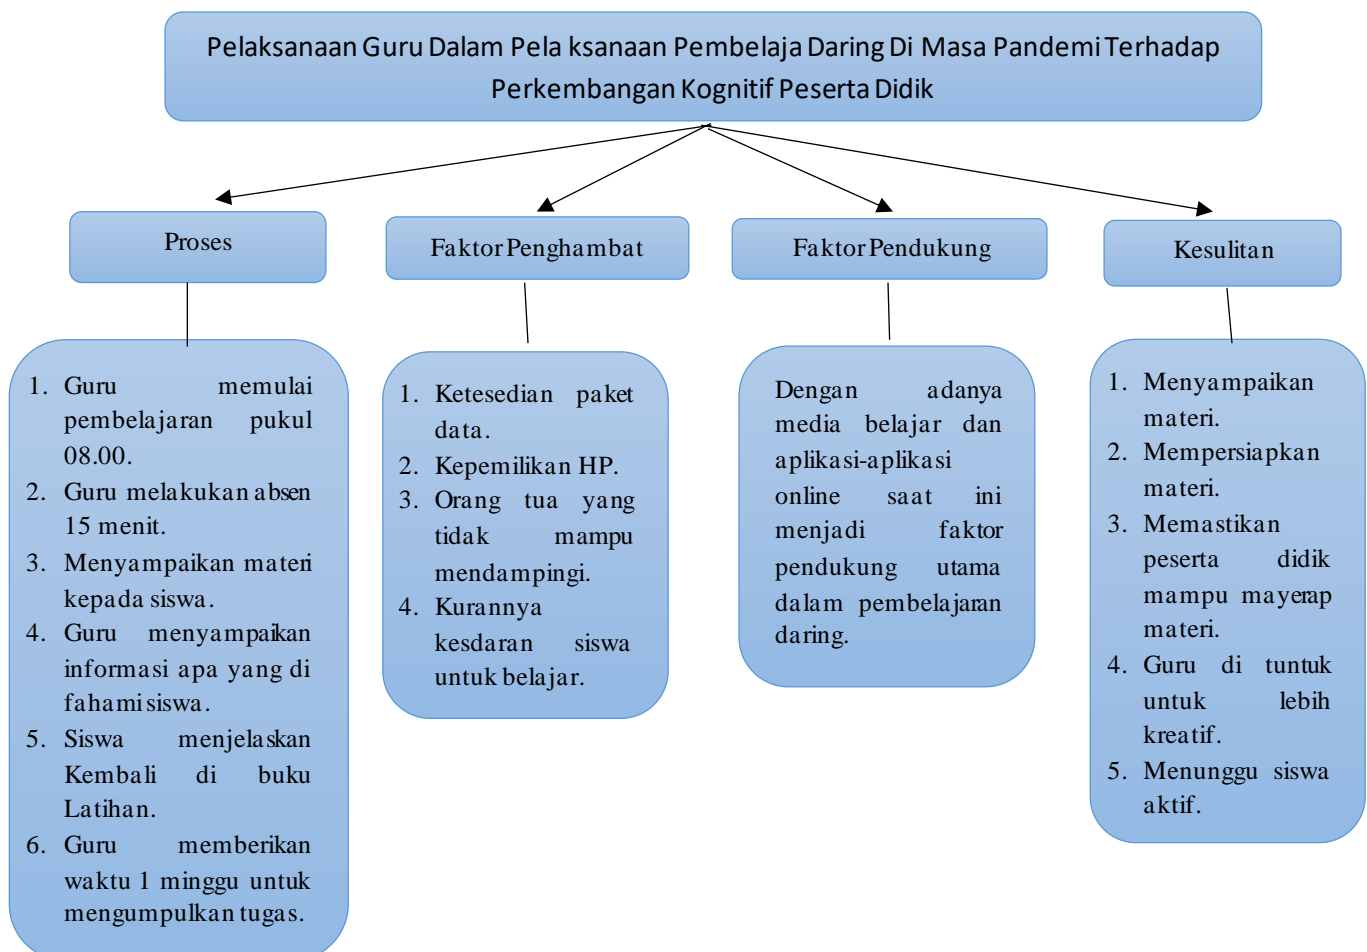 Pelaksanaan Guru Dalam Pela ksanaan Pembelaja Daring Di Masa Pandemi Terhadap
Perkembangan Kognitif Peserta Didik
Proses
Faktor Penghambat
Faktor Pendukung
Kesulitan
1. Guru memulai
pembelajaran pukul
08.00.
2. Guru melakukan absen
15 menit.
3. Menyampaikan materi
kepada siswa.
4. Guru menyampaikan
informasi apa yang di
fahami siswa.
5. Siswa menjelaskan
Kembali di buku
Latihan.
6. Guru memberikan
waktu 1 minggu untuk
mengumpulkan tugas.
1. Ketesedian paket
data.
2. Kepemilikan HP.
3. Orang tua yang
tidak mampu
mendampingi.
4. Kurannya
kesdaran siswa
untuk belajar.
Dengan adanya
media belajar dan
aplikasi-aplikasi
online saat ini
menjadi faktor
pendukung utama
dalam pembelajaran
daring.
1. Menyampaikan
materi.
2. Mempersiapkan
materi.
3. Memastikan
peserta didik
mampu mayerap
materi.
4. Guru di tuntuk
untuk lebih
kreatif.
5. Menunggu siswa
aktif.